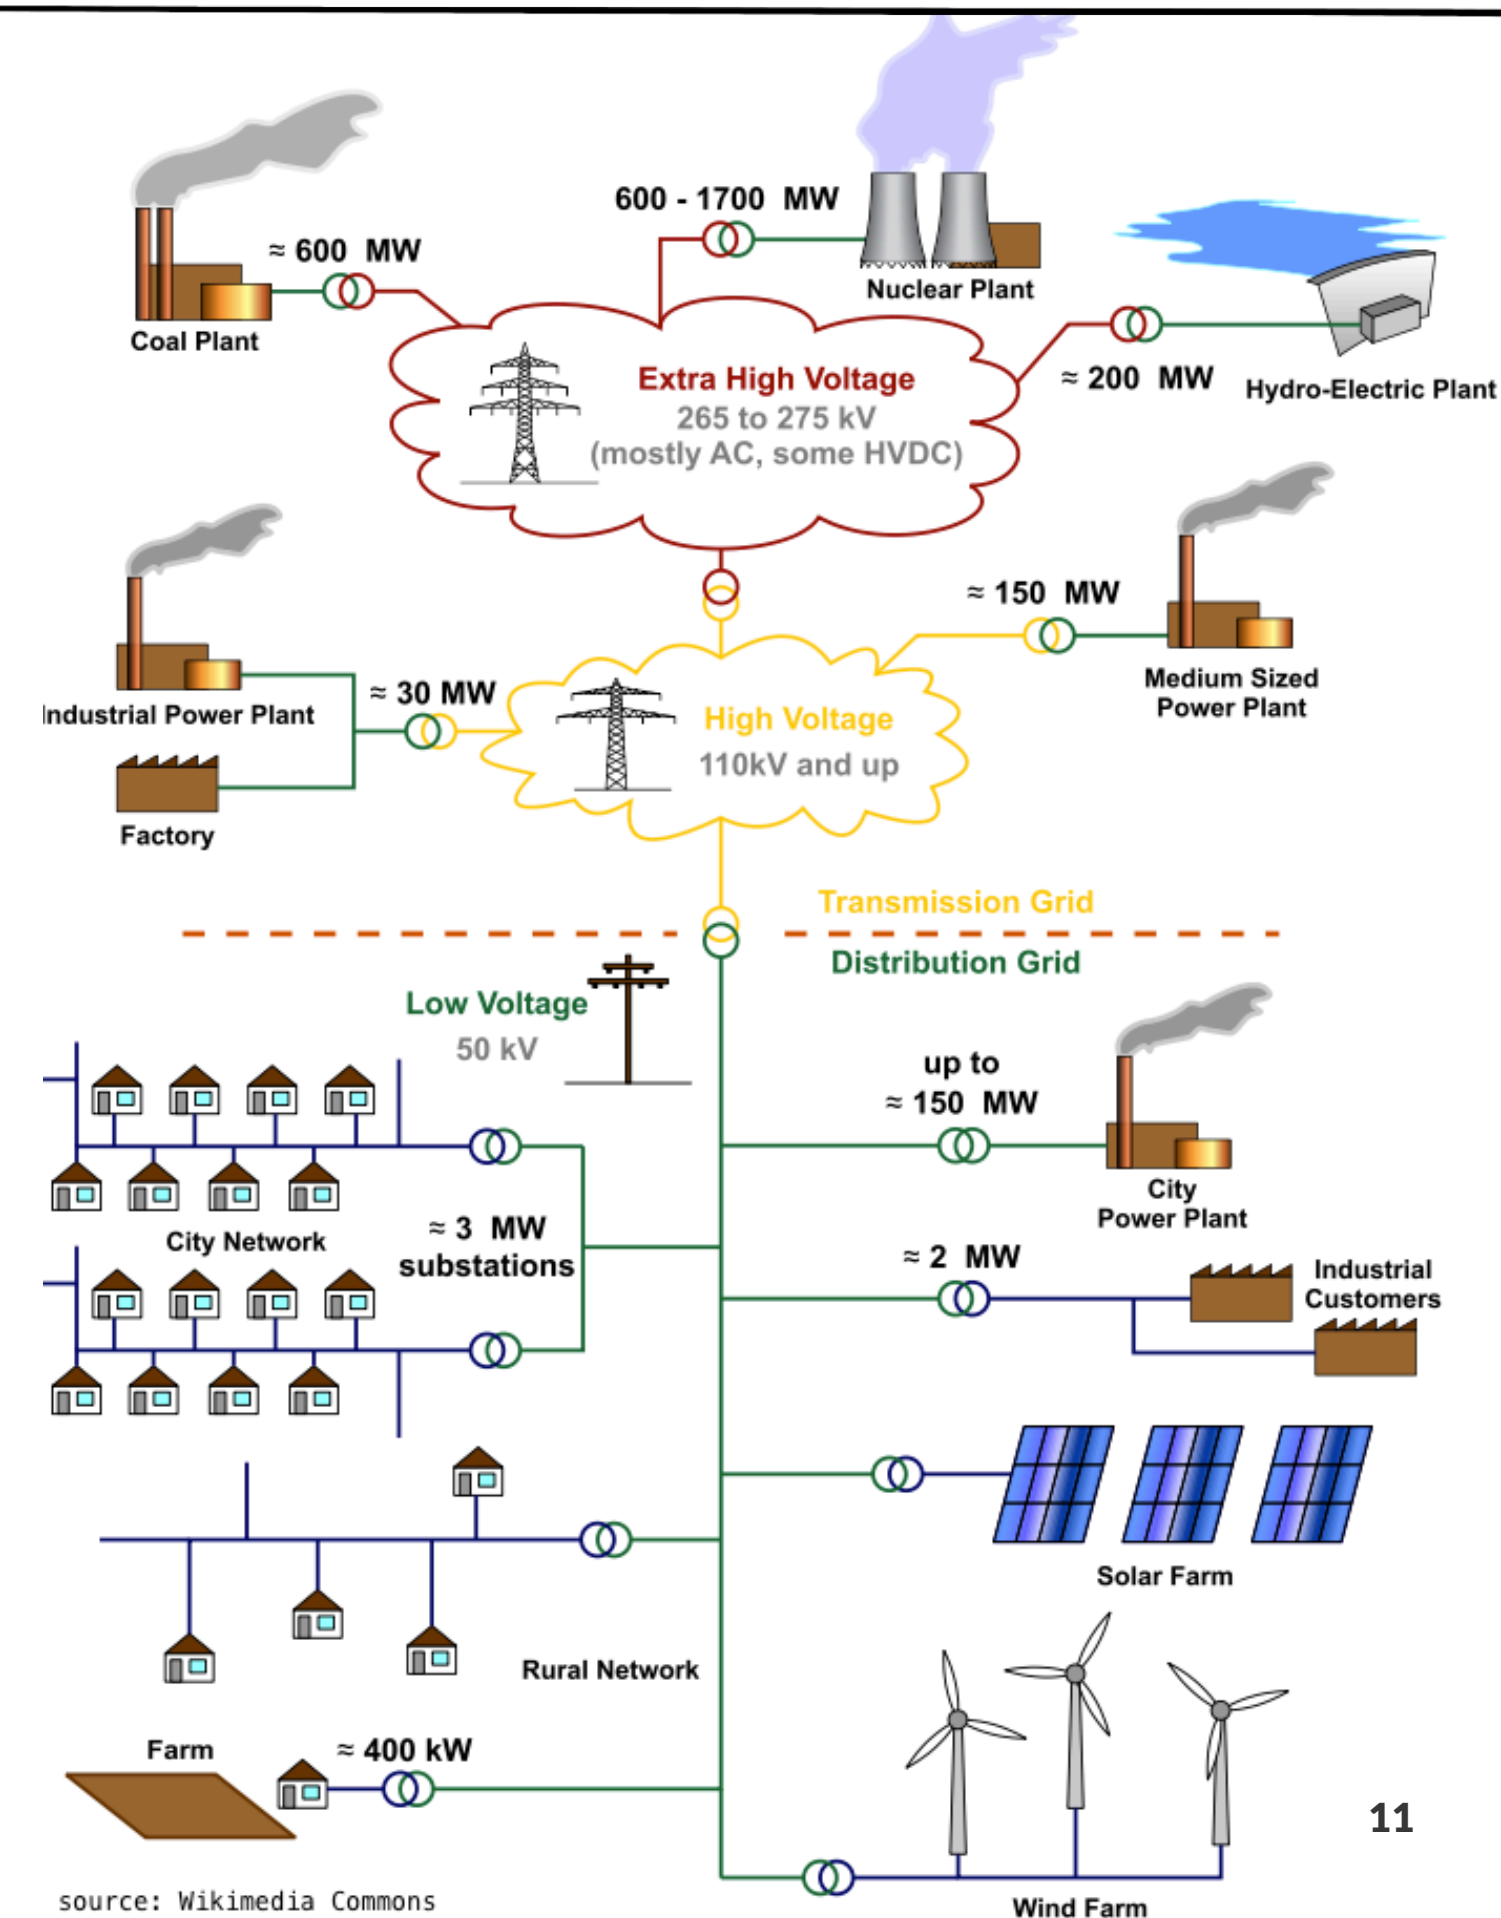 600 - 1700 MW
≈ 600 MW
Nuclear Plant
Coal Plant
≈ 200 MW
Hydro-Electric Plant
Extra High Voltage
265 to 275 kV
(mostly AC, some HVDC)
≈ 150 MW
Medium Sized
Power Plant
≈ 30 MW
Industrial Power Plant
High Voltage
110kV and up
Factory
Transmission Grid
Distribution Grid
Low Voltage
50 kV
up to
≈ 150 MW
City
Power Plant
City Network
≈ 3 MW
substations
≈ 2 MW
Industrial
Customers
Solar Farm
Rural Network
Farm
≈ 400 kW
11
source: Wikimedia Commons
Wind Farm